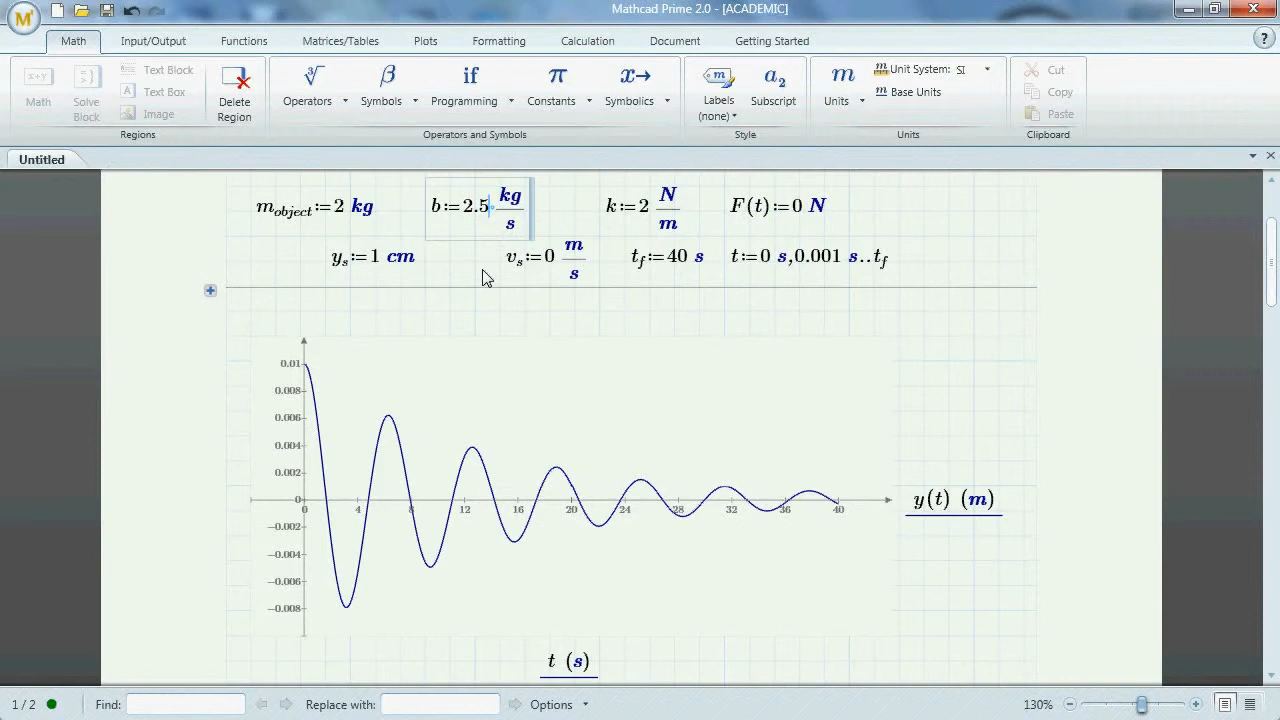 Mathcad Prime 2.0 - [ACADEMIC]
Math Input/Output Functions Matrices/Tables Plots Formatting Calculation Document Getting Started
Math
Solve Block
Text Block
Text Box
Image
Delete Region
Regions
Operators Symbols Programming Constants Symbolics
Operators and Symbols
Labels (none) Subscript
Style
Units
Unit System: SI
Base Units
Units
Cut
Copy
Paste
Clipboard
Untitled
m_object:=2 kg b:=2.5 kg/s k:=2 N/m F(t):=0 N
y_s:=1 cm v_s:=0 m/s t_f:=40 s t:=0 s,0.001 s..t_f
0.01
0.008
0.006
0.004
0.002
0
−0.002
−0.004
−0.006
−0.008
0 4 8 12 16 20 24 28 32 36 40
y(t) (m)
t (s)
1 / 2 Find: Replace with: Options 130%